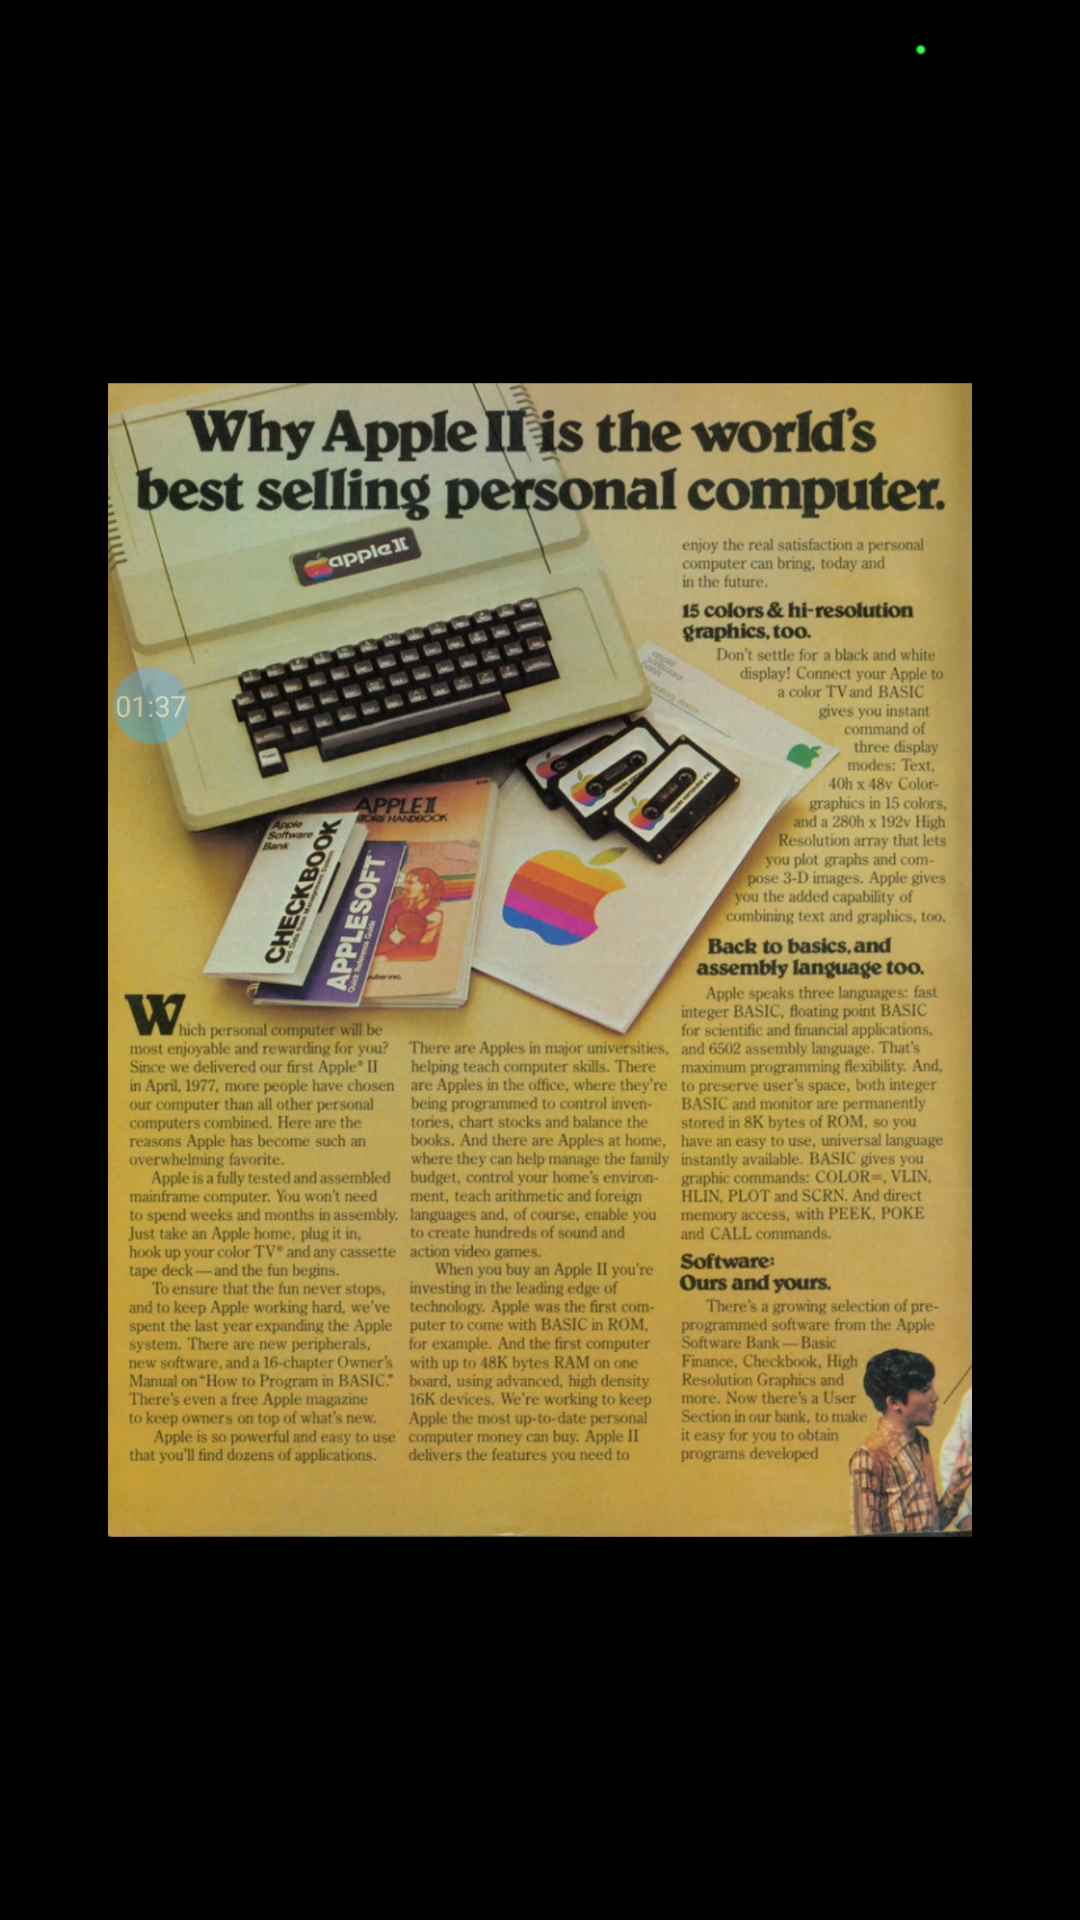 Why Apple II is the world's
best selling personal computer.
apple II
01:37
APPLE II
ATORS HANDBOOK
Apple
Software
Bank
CHECKBOOK
APPLESOFT
Quick Reference Guide
apple computer inc.
Which personal computer will be
most enjoyable and rewarding for you?
Since we delivered our first Apple® II
in April, 1977, more people have chosen
our computer than all other personal
computers combined. Here are the
reasons Apple has become such an
overwhelming favorite.
Apple is a fully tested and assembled
mainframe computer. You won't need
to spend weeks and months in assembly.
Just take an Apple home, plug it in,
hook up your color TV* and any cassette
tape deck—and the fun begins.
To ensure that the fun never stops,
and to keep Apple working hard, we've
spent the last year expanding the Apple
system. There are new peripherals,
new software, and a 16-chapter Owner's
Manual on "How to Program in BASIC."
There's even a free Apple magazine
to keep owners on top of what's new.
Apple is so powerful and easy to use
that you'll find dozens of applications.
There are Apples in major universities,
helping teach computer skills. There
are Apples in the office, where they're
being programmed to control inven-
tories, chart stocks and balance the
books. And there are Apples at home,
where they can help manage the family
budget, control your home's environ-
ment, teach arithmetic and foreign
languages and, of course, enable you
to create hundreds of sound and
action video games.
When you buy an Apple II you're
investing in the leading edge of
technology. Apple was the first com-
puter to come with BASIC in ROM,
for example. And the first computer
with up to 48K bytes RAM on one
board, using advanced, high density
16K devices. We're working to keep
Apple the most up-to-date personal
computer money can buy. Apple II
delivers the features you need to
enjoy the real satisfaction a personal
computer can bring, today and
in the future.
15 colors & hi-resolution
graphics, too.
Don't settle for a black and white
display! Connect your Apple to
a color TV and BASIC
gives you instant
command of
three display
modes: Text,
40h x 48v Color-
graphics in 15 colors,
and a 280h x 192v High
Resolution array that lets
you plot graphs and com-
pose 3-D images. Apple gives
you the added capability of
combining text and graphics, too.
Back to basics, and
assembly language too.
Apple speaks three languages: fast
integer BASIC, floating point BASIC
for scientific and financial applications,
and 6502 assembly language. That's
maximum programming flexibility. And,
to preserve user's space, both integer
BASIC and monitor are permanently
stored in 8K bytes of ROM, so you
have an easy to use, universal language
instantly available. BASIC gives you
graphic commands: COLOR=, VLIN,
HLIN, PLOT and SCRN. And direct
memory access, with PEEK, POKE
and CALL commands.
Software:
Ours and yours.
There's a growing selection of pre-
programmed software from the Apple
Software Bank—Basic
Finance, Checkbook, High
Resolution Graphics and
more. Now there's a User
Section in our bank, to make
it easy for you to obtain
programs developed